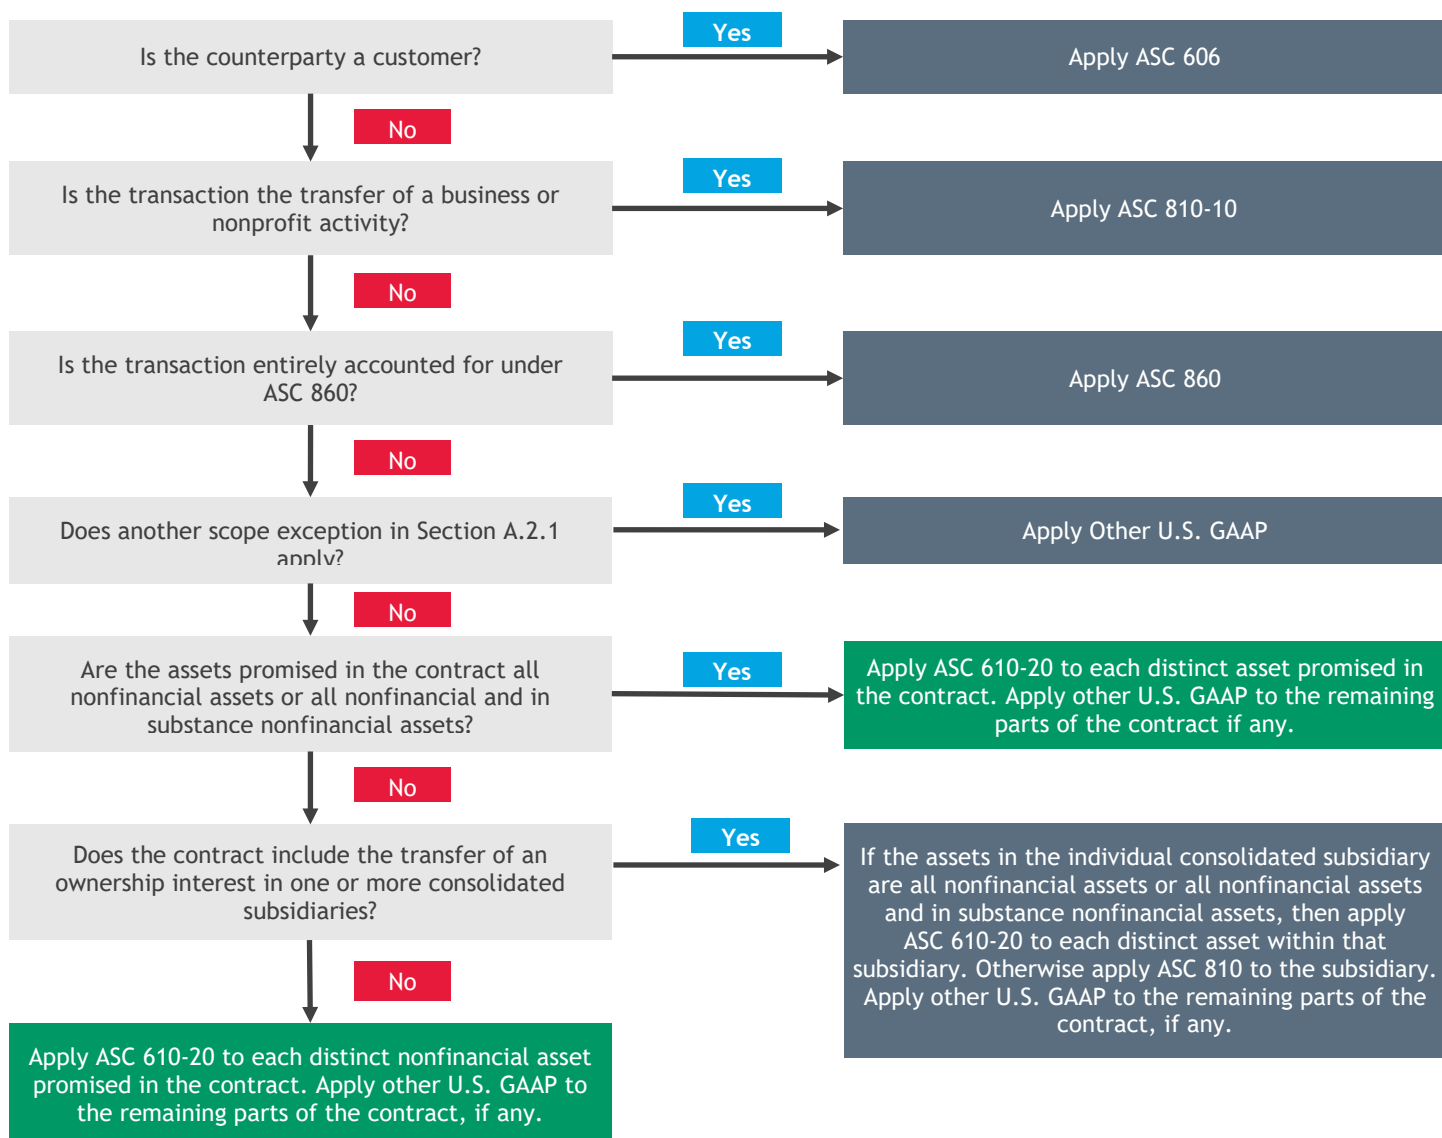 Is the counterparty a customer?
Yes
Apply ASC 606
No
Is the transaction the transfer of a business or
nonprofit activity?
Yes
Apply ASC 810-10
No
Is the transaction entirely accounted for under
ASC 860?
Yes
Apply ASC 860
No
Does another scope exception in Section A.2.1
apply?
Yes
Apply Other U.S. GAAP
No
Are the assets promised in the contract all
nonfinancial assets or all nonfinancial and in
substance nonfinancial assets?
Yes
Apply ASC 610-20 to each distinct asset promised in
the contract. Apply other U.S. GAAP to the remaining
parts of the contract if any.
No
Does the contract include the transfer of an
ownership interest in one or more consolidated
subsidiaries?
Yes
If the assets in the individual consolidated subsidiary
are all nonfinancial assets or all nonfinancial assets
and in substance nonfinancial assets, then apply
ASC 610-20 to each distinct asset within that
subsidiary. Otherwise apply ASC 810 to the subsidiary.
Apply other U.S. GAAP to the remaining parts of the
contract, if any.
No
Apply ASC 610-20 to each distinct nonfinancial asset
promised in the contract. Apply other U.S. GAAP to
the remaining parts of the contract, if any.